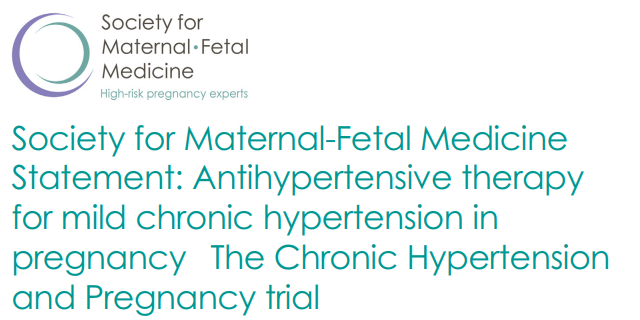 Society for
Maternal·Fetal
Medicine
High-risk pregnancy experts
Society for Maternal-Fetal Medicine
Statement: Antihypertensive therapy
for mild chronic hypertension in
pregnancy The Chronic Hypertension
and Pregnancy trial